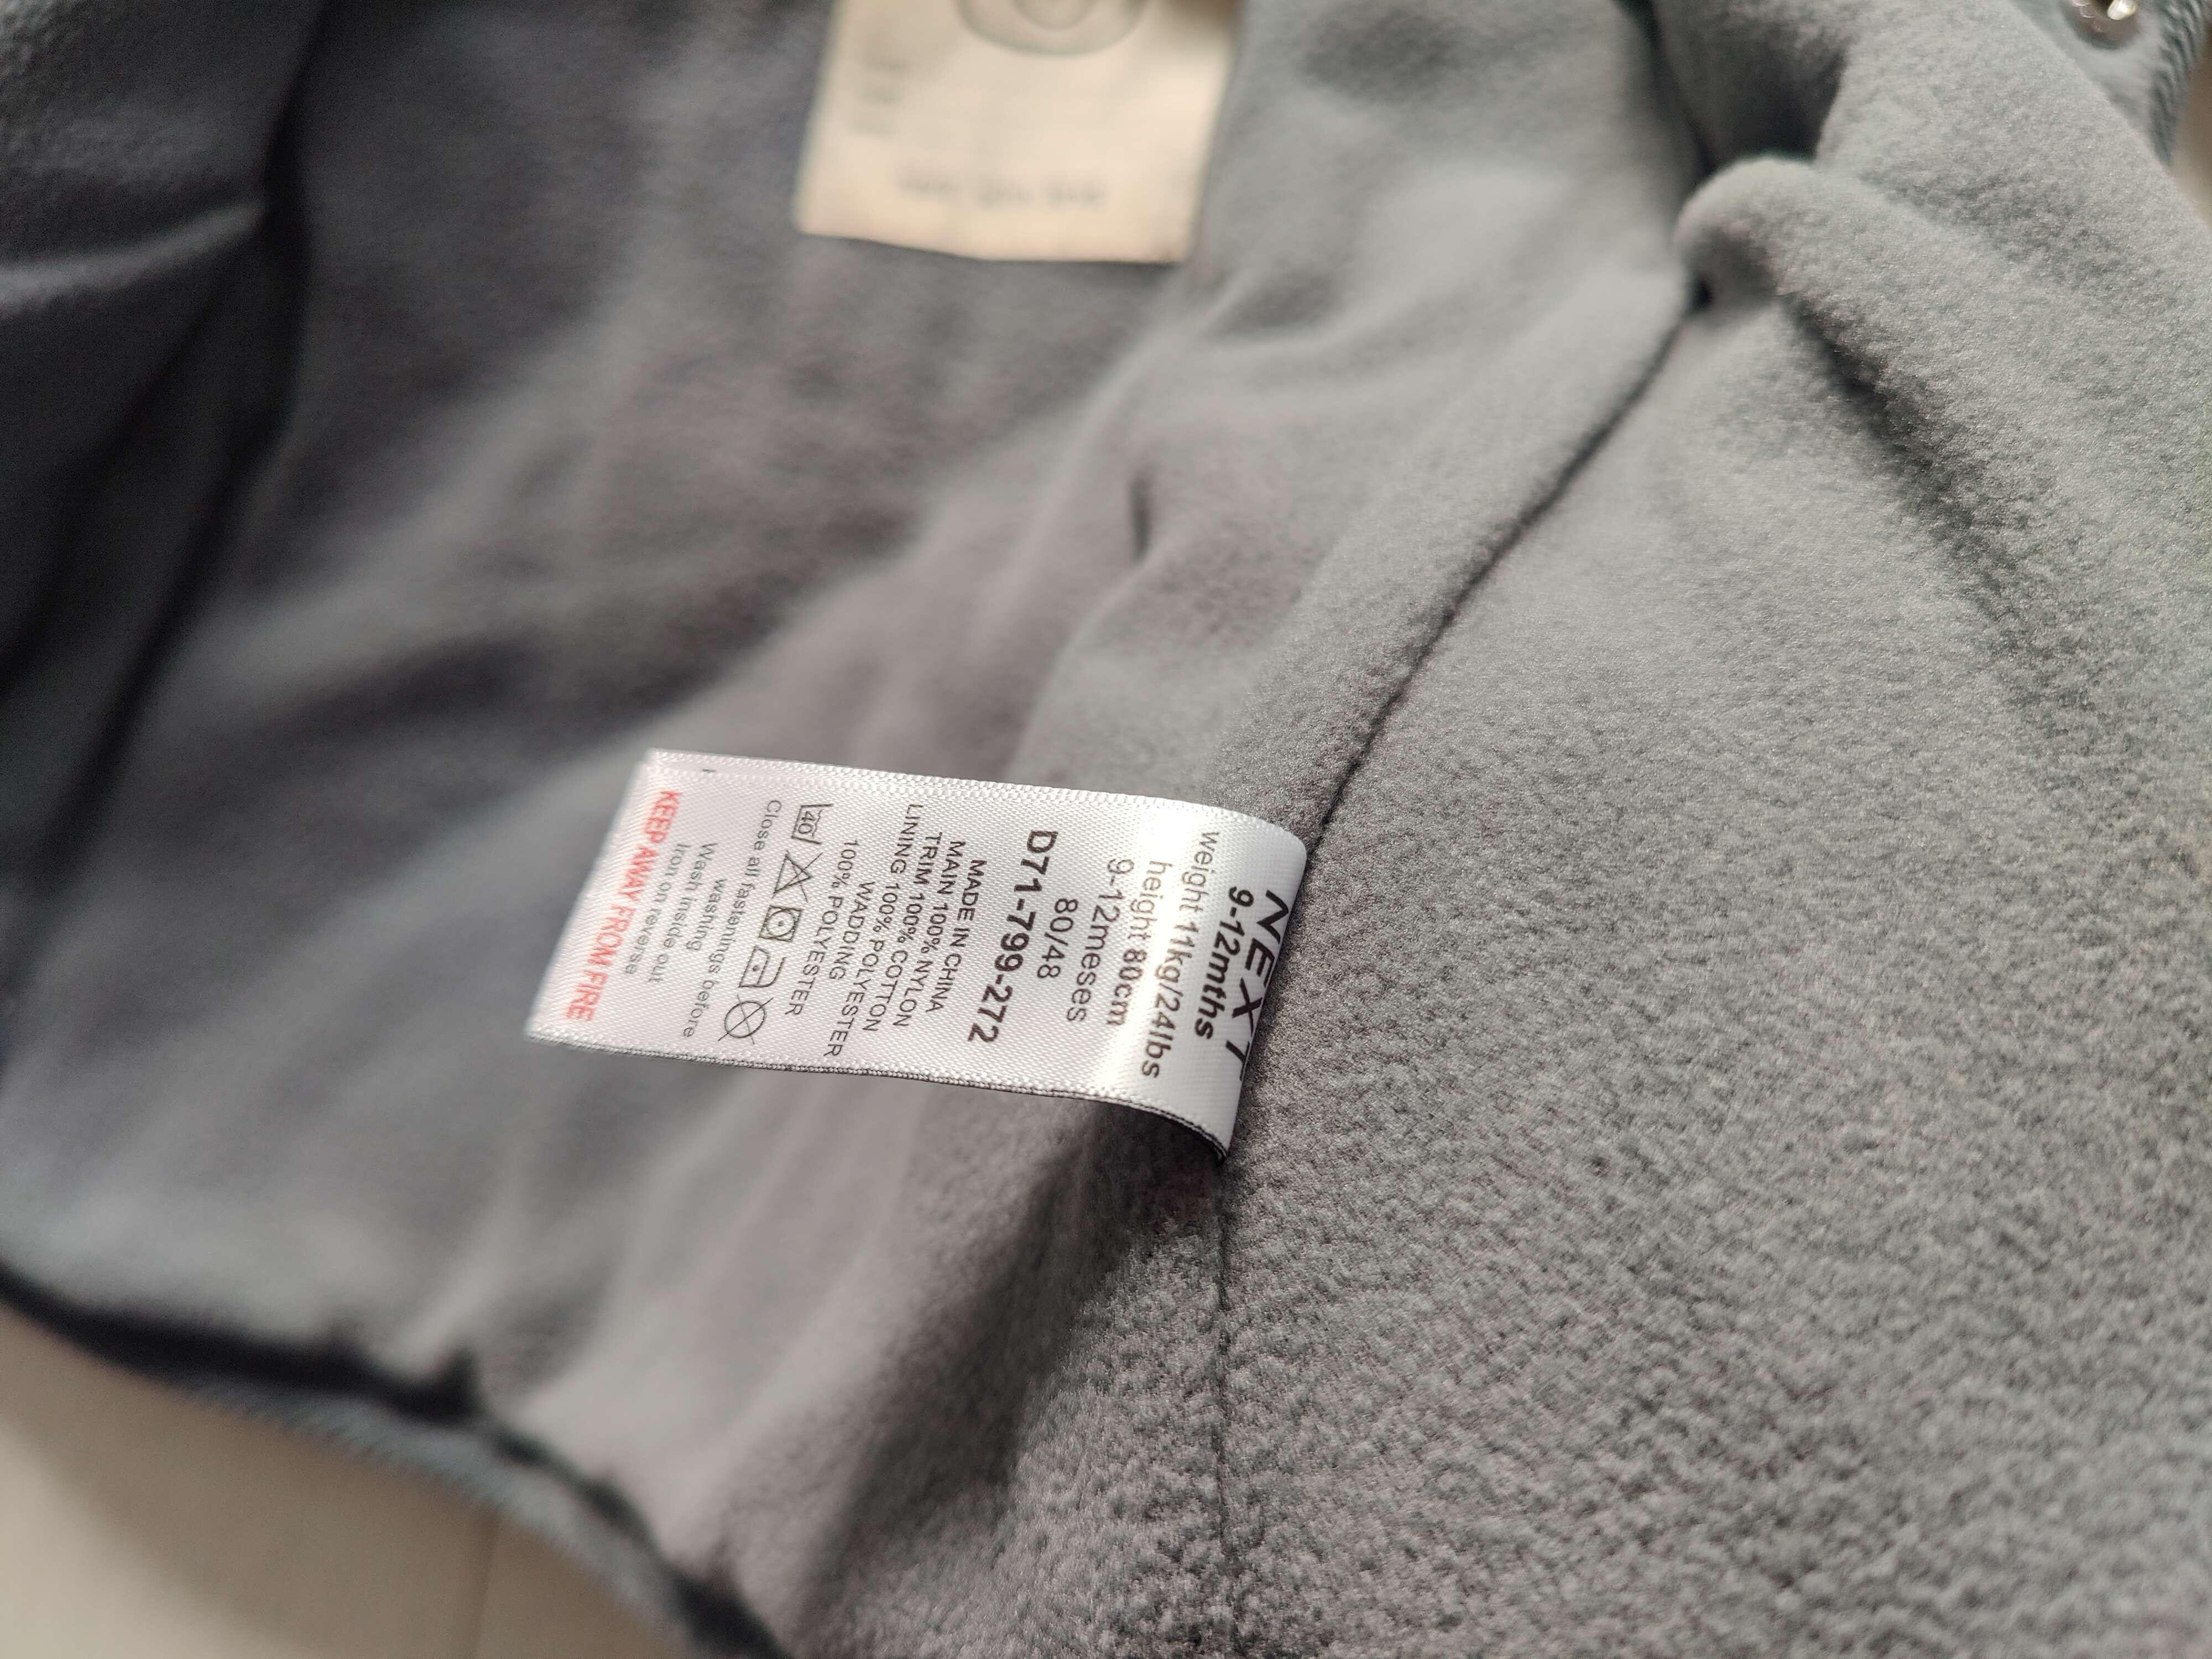 NEXT
9-12mths
weight 11kg/24lbs
height 80cm
9-12meses
80/48
D71-799-272
MADE IN CHINA
MAIN 100% NYLON
TRIM 100% COTTON
LINING 100% POLYESTER
WADDING
100% POLYESTER
40
Close all fastenings before
washing
Wash inside out
Iron on reverse
KEEP AWAY FROM FIRE